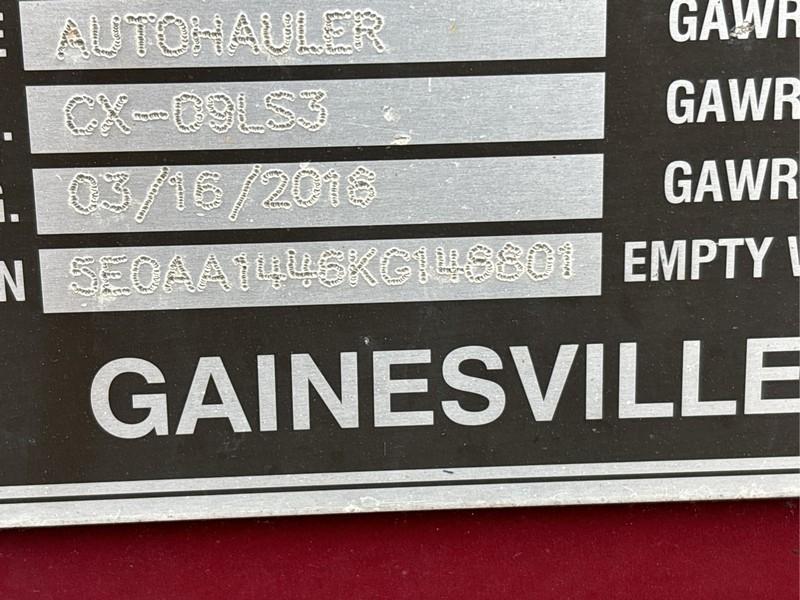 E AUTOHAULER GAWR
. CX-09LS3 GAWR
G. 03/16/2018 GAWR
N 5E0AA1446KG146801 EMPTY
GAINESVILLE